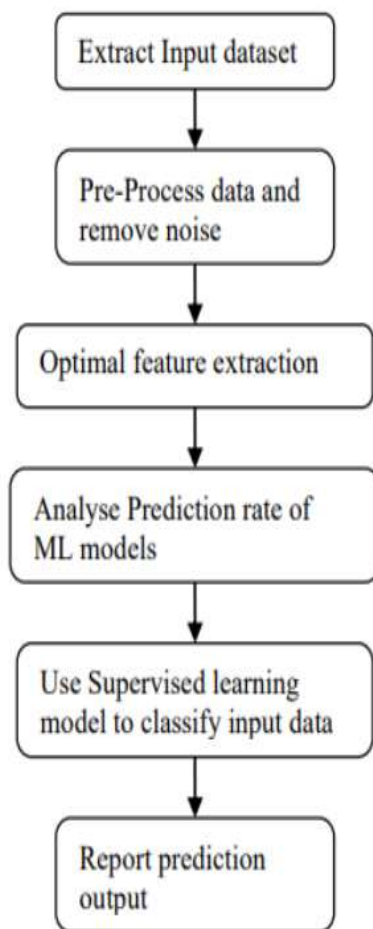 Extract Input dataset
Pre-Process data and
remove noise
Optimal feature extraction
Analyse Prediction rate of
ML models
Use Supervised learning
model to classify input data
Report prediction
output